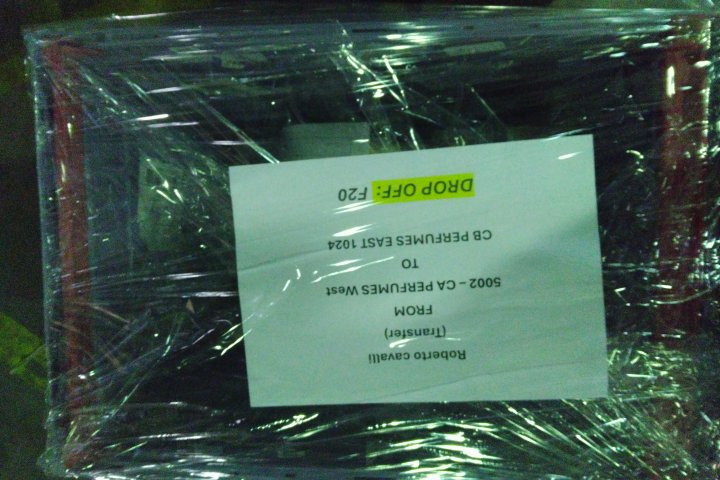 Roberto cavalli
(Transfer)
FROM
5002 – CA PERFUMES West
TO
CB PERFUMES EAST 1024
DROP OFF: F20